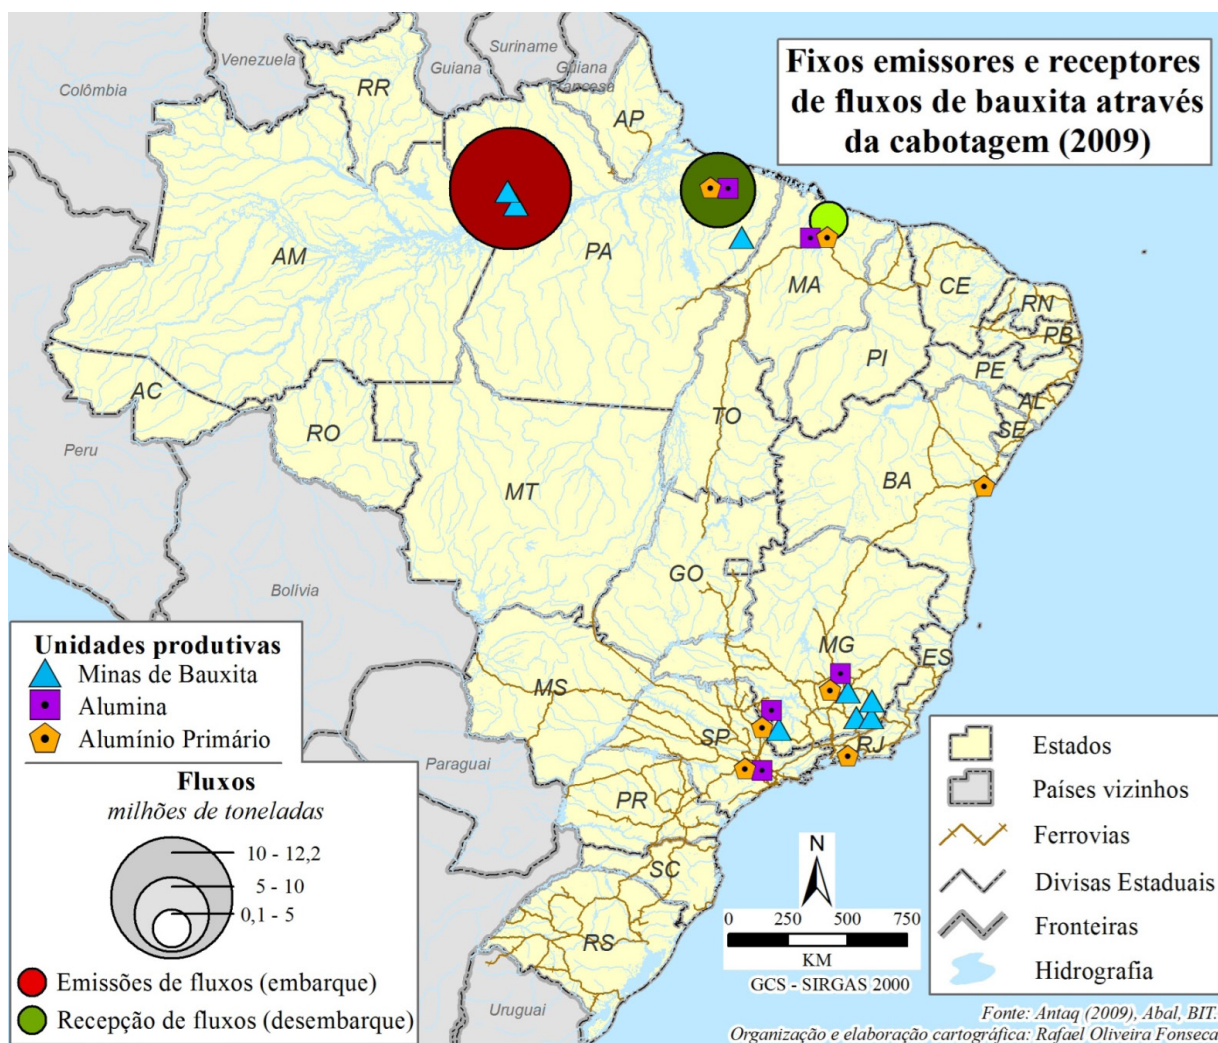 Fixos emissores e receptores
de fluxos de bauxita através
da cabotagem (2009)
Colômbia
Venezuela
Guiana
Suriname
Guiana
Francesa
RR
AP
AM
PA
MA
CE
RN
PB
PE
AL
SE
PI
TO
BA
AC
RO
MT
GO
MG
ES
MS
SP
RJ
PR
SC
RS
Peru
Bolívia
Paraguai
Uruguai
Unidades produtivas
Minas de Bauxita
Alumina
Alumínio Primário
Fluxos
milhões de toneladas
10 - 12,2
5 - 10
0,1 - 5
Emissões de fluxos (embarque)
Recepção de fluxos (desembarque)
N
0 250 500 750
KM
GCS - SIRGAS 2000
Estados
Países vizinhos
Ferrovias
Divisas Estaduais
Fronteiras
Hidrografia
Fonte: Antaq (2009), Abal, BIT.
Organização e elaboração cartográfica: Rafael Oliveira Fonseca